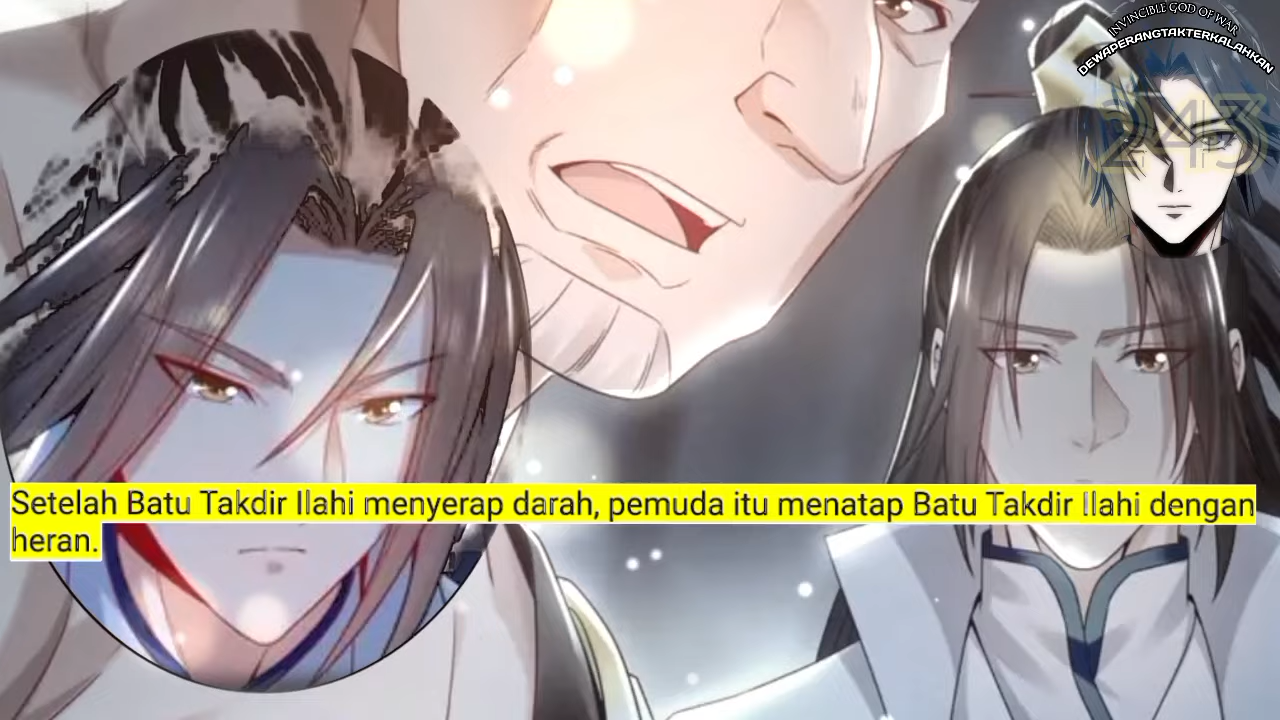 INVINCIBLE GOD OF WAR
DEWAPERANGTAKTERKALAHKAN
243
Setelah Batu Takdir Ilahi menyerap darah, pemuda itu menatap Batu Takdir Ilahi dengan
heran.